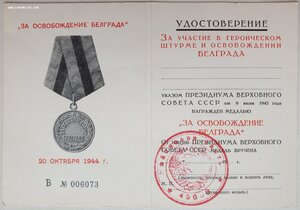 „ЗА ОСВОБОЖДЕНИЕ
БЕЛГРАДА"
20 ОКТЯБРЯ 1944 г.
В № 006073
УДОСТОВЕРЕНИЕ
ЗА УЧАСТИЕ В ГЕРОИЧЕСКОМ
ШТУРМЕ И ОСВОБОЖДЕНИИ
БЕЛГРАДА
УКАЗОМ ПРЕЗИДИУМА ВЕРХОВНОГО
СОВЕТА СССР от 9 июня 1945 года
НАГРАЖДЕН МЕДАЛЬЮ
„ЗА ОСВОБОЖДЕНИЕ
БЕЛГРАДА"
ОТ ИМЕНИ ПРЕЗИДИУМА ВЕРХОВНОГО
СОВЕТА СССР МЕДАЛЬ ВРУЧЕНА